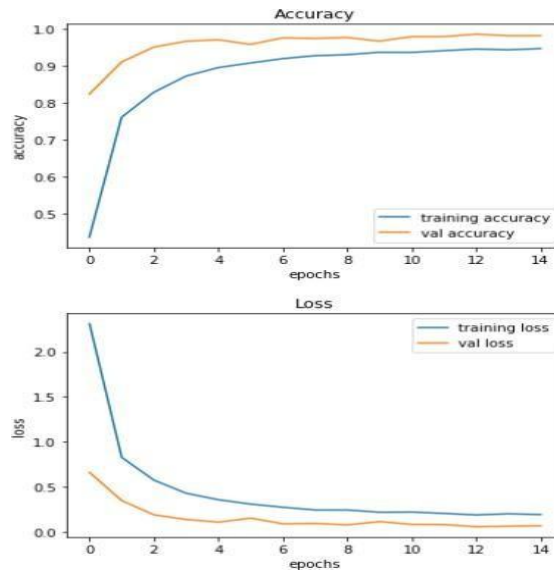 Accuracy
1.0
0.9
0.8
0.7
0.6
0.5
accuracy
training accuracy
val accuracy
0 2 4 6 8 10 12 14
epochs
Loss
2.0
1.5
1.0
0.5
0.0
loss
training loss
val loss
0 2 4 6 8 10 12 14
epochs